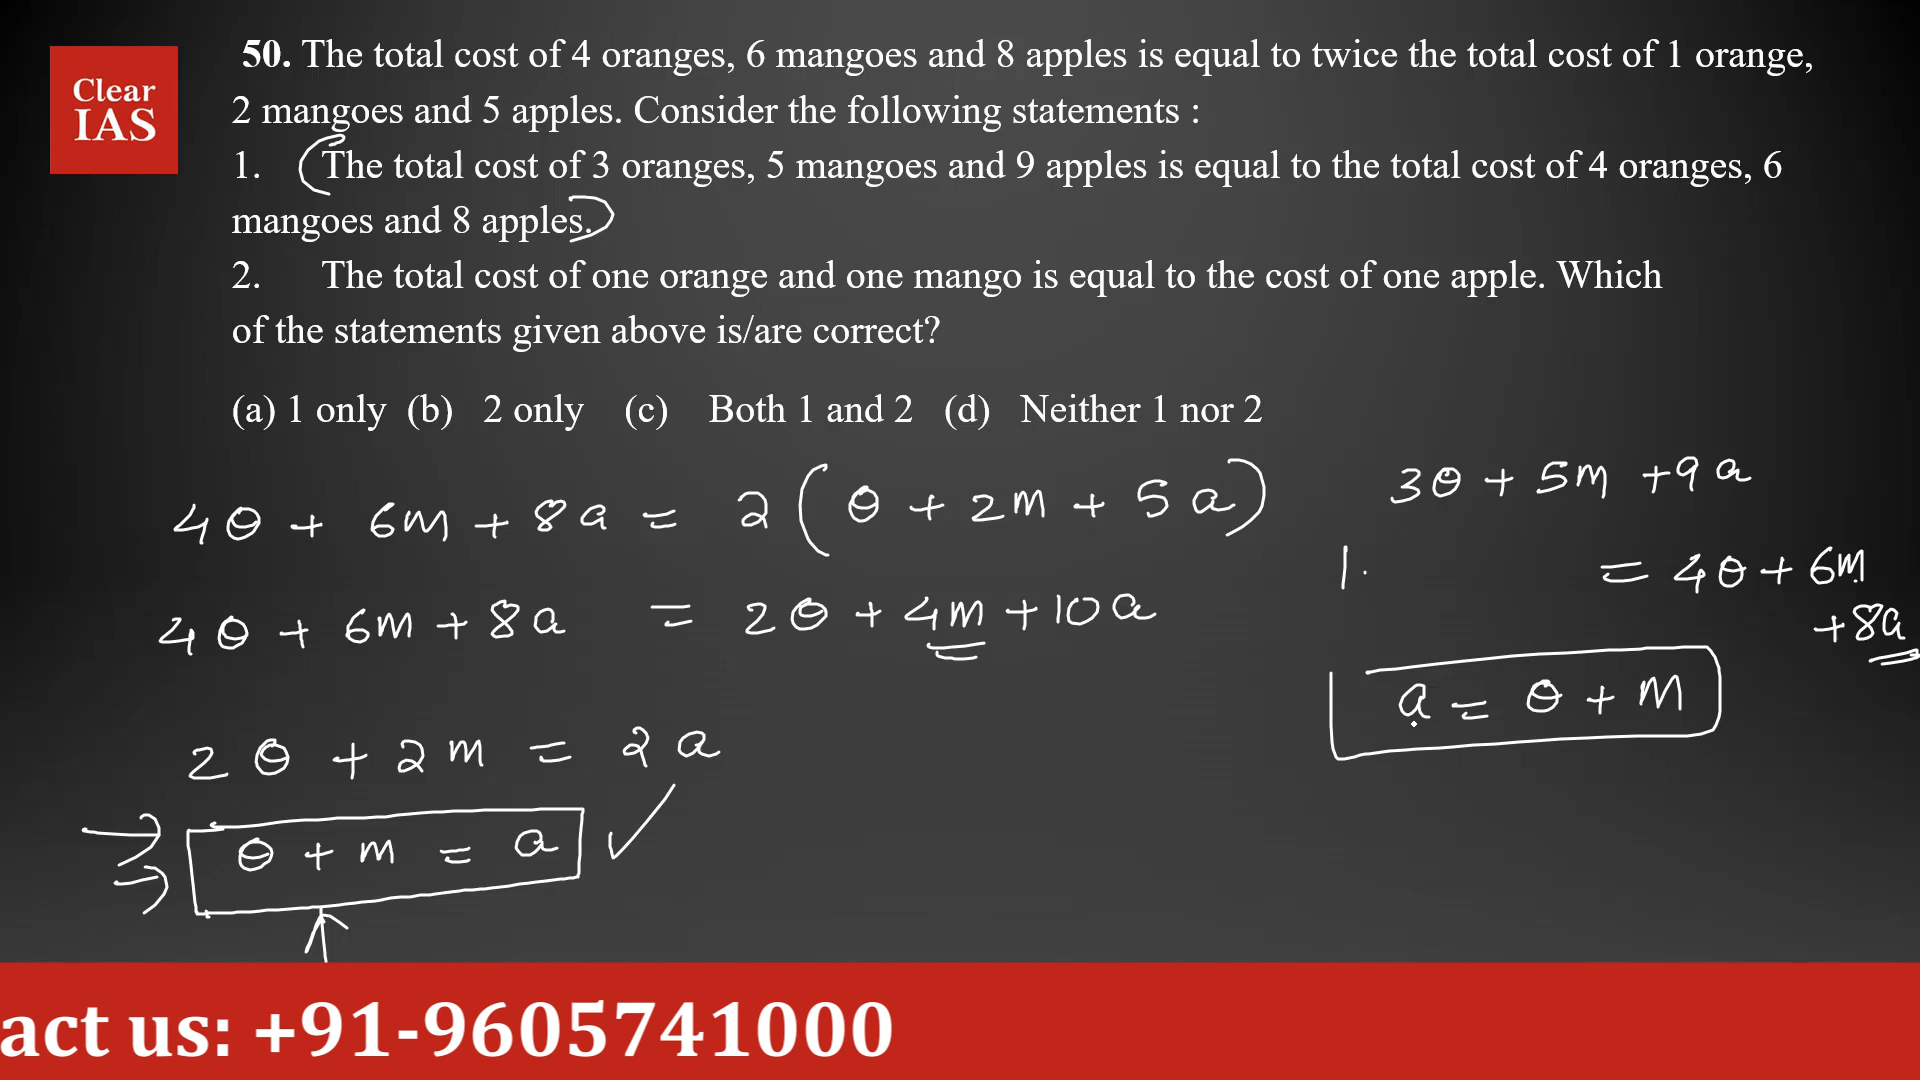 Clear
IAS
50. The total cost of 4 oranges, 6 mangoes and 8 apples is equal to twice the total cost of 1 orange,
2 mangoes and 5 apples. Consider the following statements :
1. The total cost of 3 oranges, 5 mangoes and 9 apples is equal to the total cost of 4 oranges, 6
mangoes and 8 apples.
2. The total cost of one orange and one mango is equal to the cost of one apple. Which
of the statements given above is/are correct?
(a) 1 only (b) 2 only (c) Both 1 and 2 (d) Neither 1 nor 2
4θ + 6m + 8a = 2 (θ + 2m + 5a)
4θ + 6m + 8a = 2θ + 4m + 10a
2θ + 2m = 2a
θ + m = a
3θ + 5m + 9a
1. = 4θ + 6m
+ 8a
a = θ + m
act us: +91-9605741000